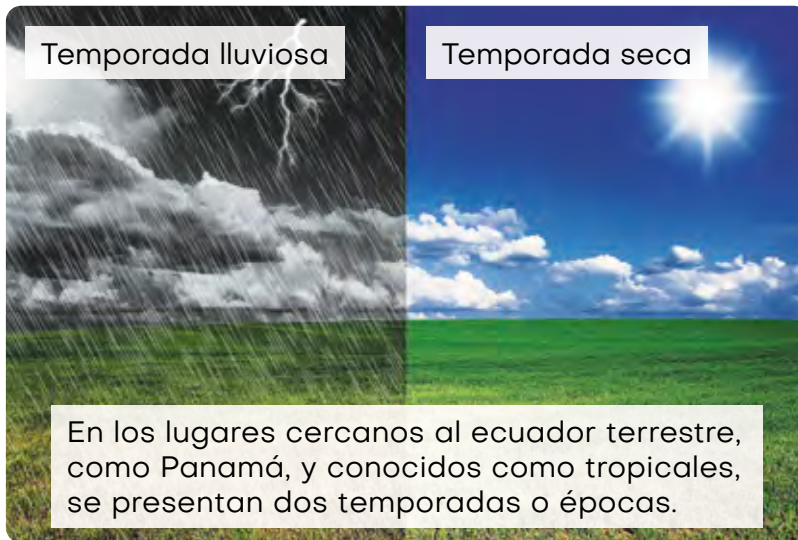 Temporada lluviosa
Temporada seca
En los lugares cercanos al ecuador terrestre,
como Panamá, y conocidos como tropicales,
se presentan dos temporadas o épocas.